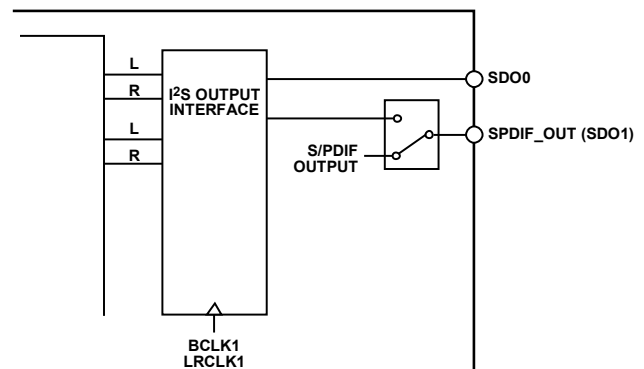 L
R
L
R
I2S OUTPUT
INTERFACE
SDO0
SPDIF_OUT (SDO1)
S/PDIF
OUTPUT
BCLK1
LRCLK1